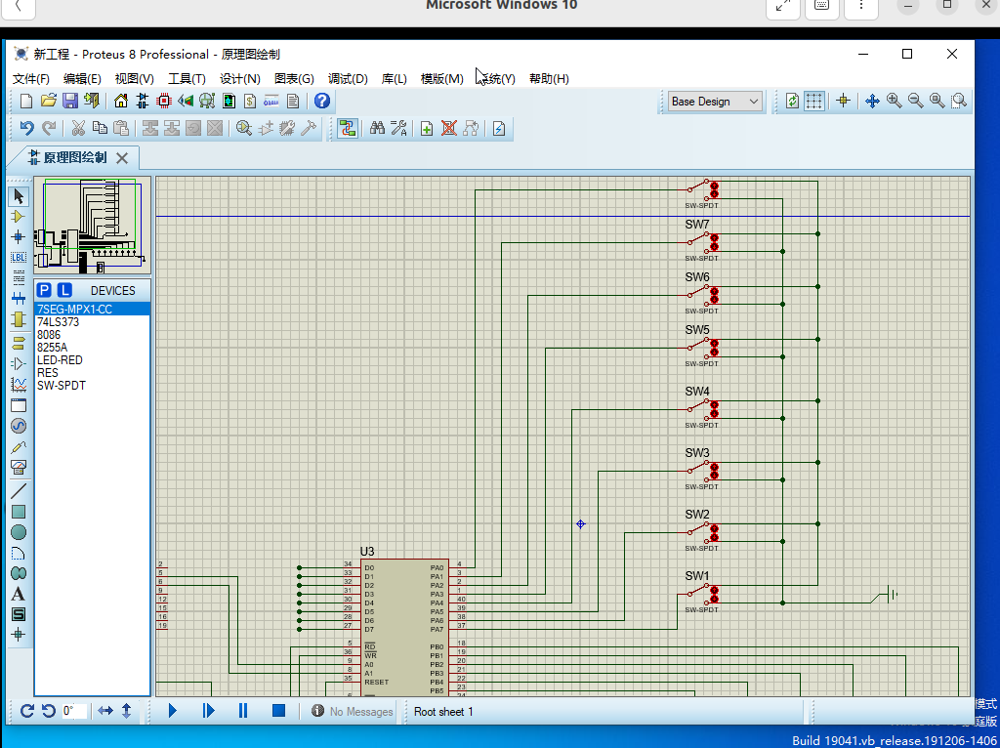 Microsoft Windows 10
新工程 - Proteus 8 Professional - 原理图绘制
文件(F) 编辑(E) 视图(V) 工具(T) 设计(N) 图表(G) 调试(D) 库(L) 模版(M) 系统(Y) 帮助(H)
Base Design
原理图绘制
P L DEVICES
7SEG-MPX1-CC
74LS373
8086
8255A
LED-RED
RES
SW-SPDT
LBL
A
S
SW-SPDT
SW7
SW-SPDT
SW6
SW-SPDT
SW5
SW-SPDT
SW4
SW-SPDT
SW3
SW-SPDT
SW2
SW-SPDT
SW1
SW-SPDT
U3
2
5
6
9
12
15
16
19
34 D0 PA0 4
33 D1 PA1 3
32 D2 PA2 2
31 D3 PA3 1
30 D4 PA4 40
29 D5 PA5 39
28 D6 PA6 38
27 D7 PA7 37
5 RD PB0 18
36 WR PB1 19
9 A0 PB2 20
8 A1 PB3 21
35 RESET PB4 22
PB5
0° No Messages Root sheet 1
模式
庭版
Build 19041.vb_release.191206-1406